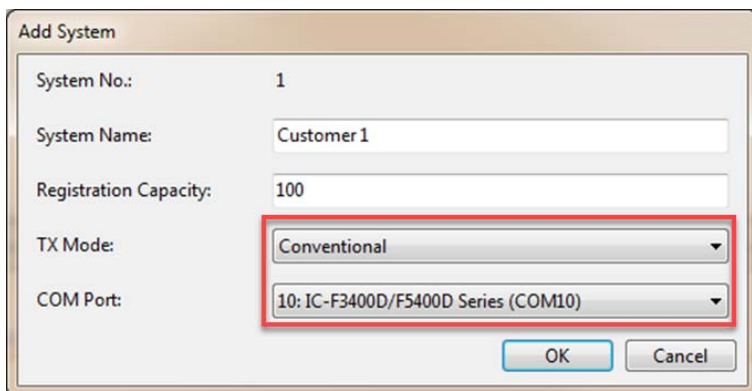 Add System
System No.: 1
System Name: Customer 1
Registration Capacity: 100
TX Mode: Conventional
COM Port: 10: IC-F3400D/F5400D Series (COM10)
OK Cancel